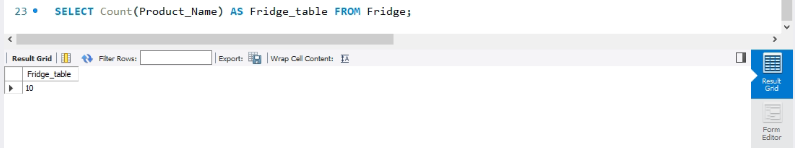 23 SELECT Count(Product_Name) AS Fridge_table FROM Fridge;
Result Grid Filter Rows: Export: Wrap Cell Content: IA
Fridge_table
10
Result
Grid
Form
Editor